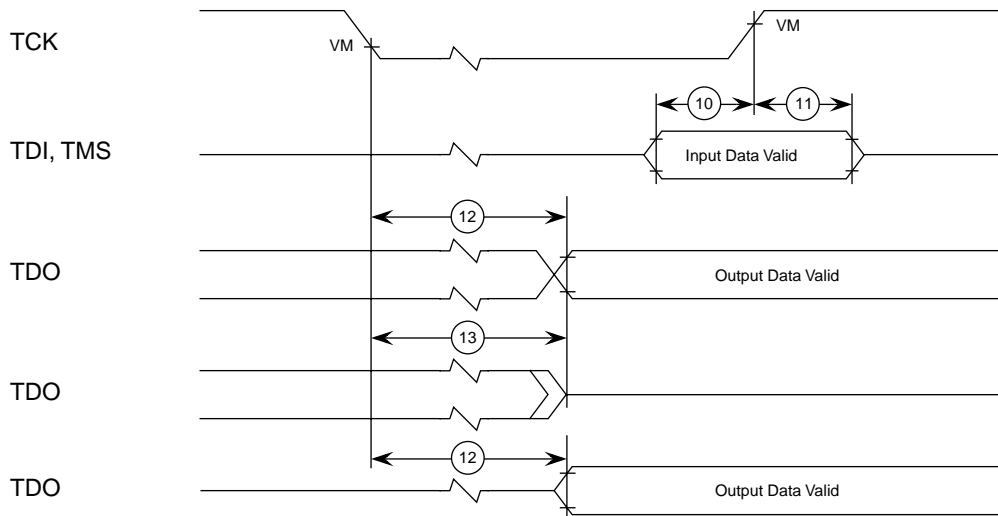 TCK
VM
VM
10
11
TDI, TMS
Input Data Valid
12
TDO
Output Data Valid
13
TDO
12
TDO
Output Data Valid